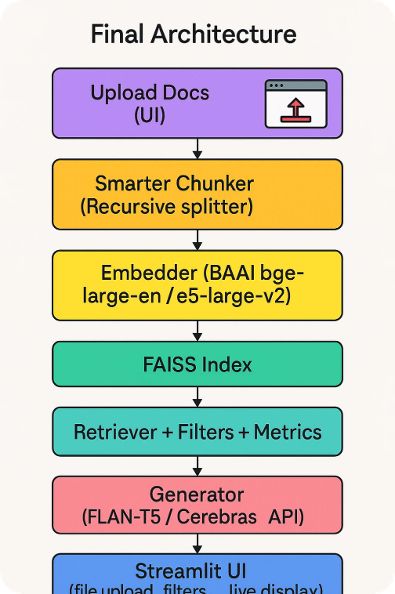 Final Architecture
Upload Docs
(UI)
Smarter Chunker
(Recursive splitter)
Embedder (BAAI bge-
large-en / e5-large-v2)
FAISS Index
Retriever + Filters + Metrics
Generator
(FLAN-T5 / Cerebras API)
Streamlit UI
(file upload, filters, live display)